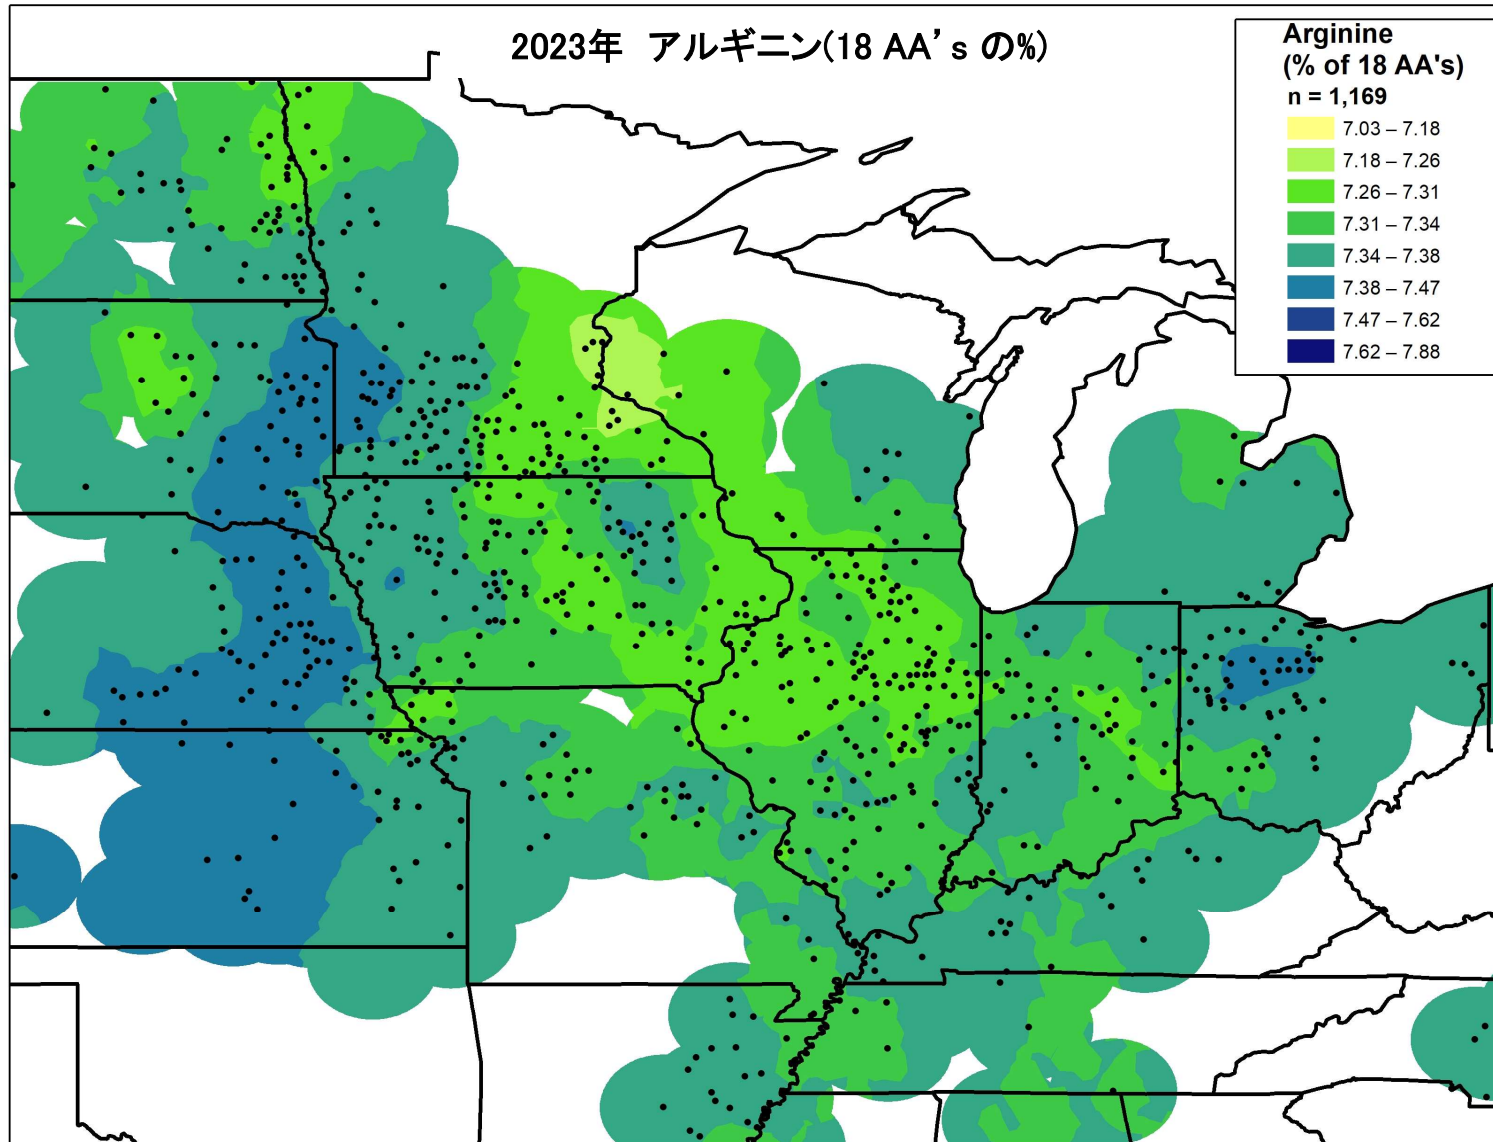 2023年 アルギニン(18 AA's の%)
Arginine
(% of 18 AA's)
n = 1,169
7.03 – 7.18
7.18 – 7.26
7.26 – 7.31
7.31 – 7.34
7.34 – 7.38
7.38 – 7.47
7.47 – 7.62
7.62 – 7.88